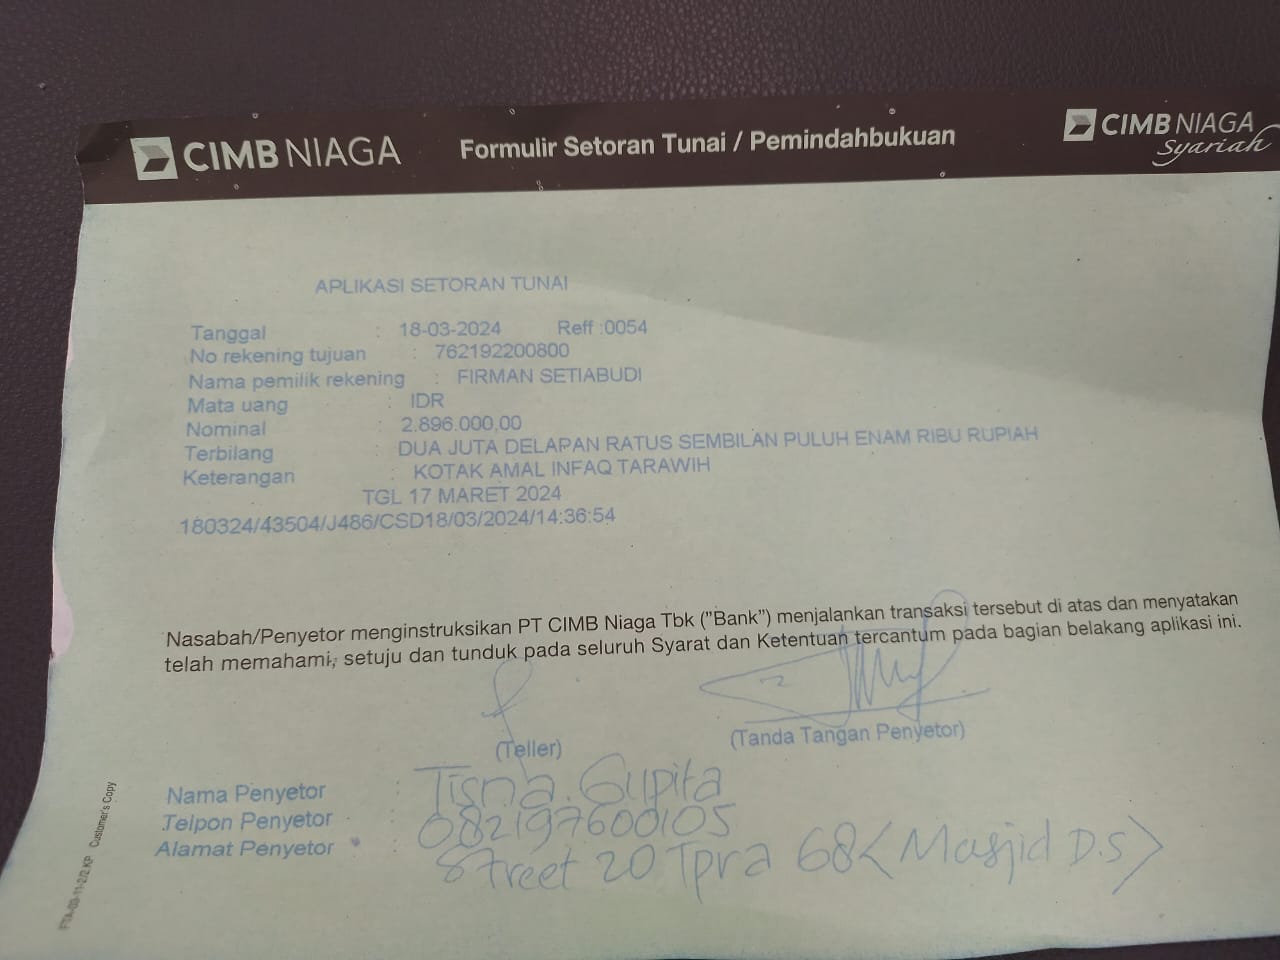 CIMB NIAGA Formulir Setoran Tunai / Pemindahbukuan CIMB NIAGA Syariah
APLIKASI SETORAN TUNAI
Tanggal : 18-03-2024 Reff :0054
No rekening tujuan : 762192200800
Nama pemilik rekening : FIRMAN SETIABUDI
Mata uang : IDR
Nominal : 2.896.000,00
Terbilang : DUA JUTA DELAPAN RATUS SEMBILAN PULUH ENAM RIBU RUPIAH
Keterangan : KOTAK AMAL INFAQ TARAWIH
TGL 17 MARET 2024
180324/43504/J486/CSD18/03/2024/14:36:54
Nasabah/Penyetor menginstruksikan PT CIMB Niaga Tbk ("Bank") menjalankan transaksi tersebut di atas dan menyatakan
telah memahami, setuju dan tunduk pada seluruh Syarat dan Ketentuan tercantum pada bagian belakang aplikasi ini.
(Teller) (Tanda Tangan Penyetor)
Nama Penyetor : Tisna. Gupita
Telpon Penyetor : 082197600105
Alamat Penyetor : Street 20 Tpra 68 <Masjid D.S>
Customer's Copy